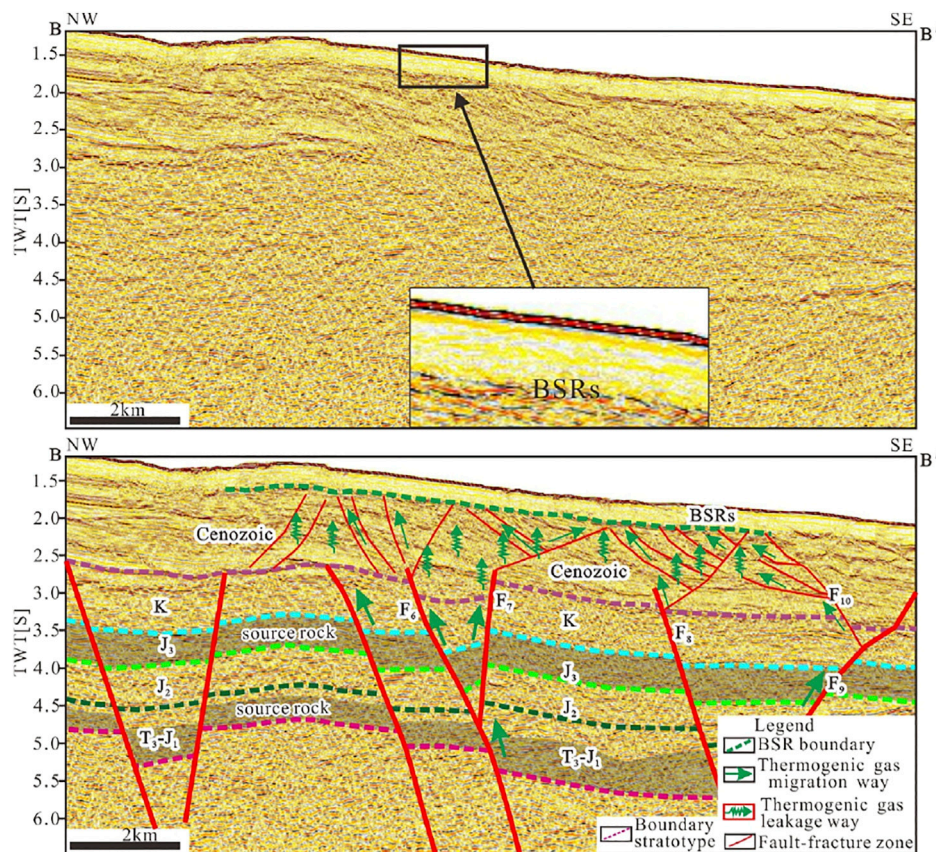 NW SE
B B'
1.5
2.0
2.5
3.0
3.5
TWT[S]
4.0
4.5
5.0
5.5
6.0
BSRs
2km
NW SE
B B'
1.5
2.0
2.5
3.0
3.5
TWT[S]
4.0
4.5
5.0
5.5
6.0
BSRs
Cenozoic
Cenozoic
K
F6
F7
K
F8
F10
J3
source rock
J3
F9
J2
source rock
J2
T3-J1
T3-J1
Legend
BSR boundary
Thermogenic gas
migration way
Thermogenic gas
leakage way
Fault-fracture zone
Boundary
stratotype
2km